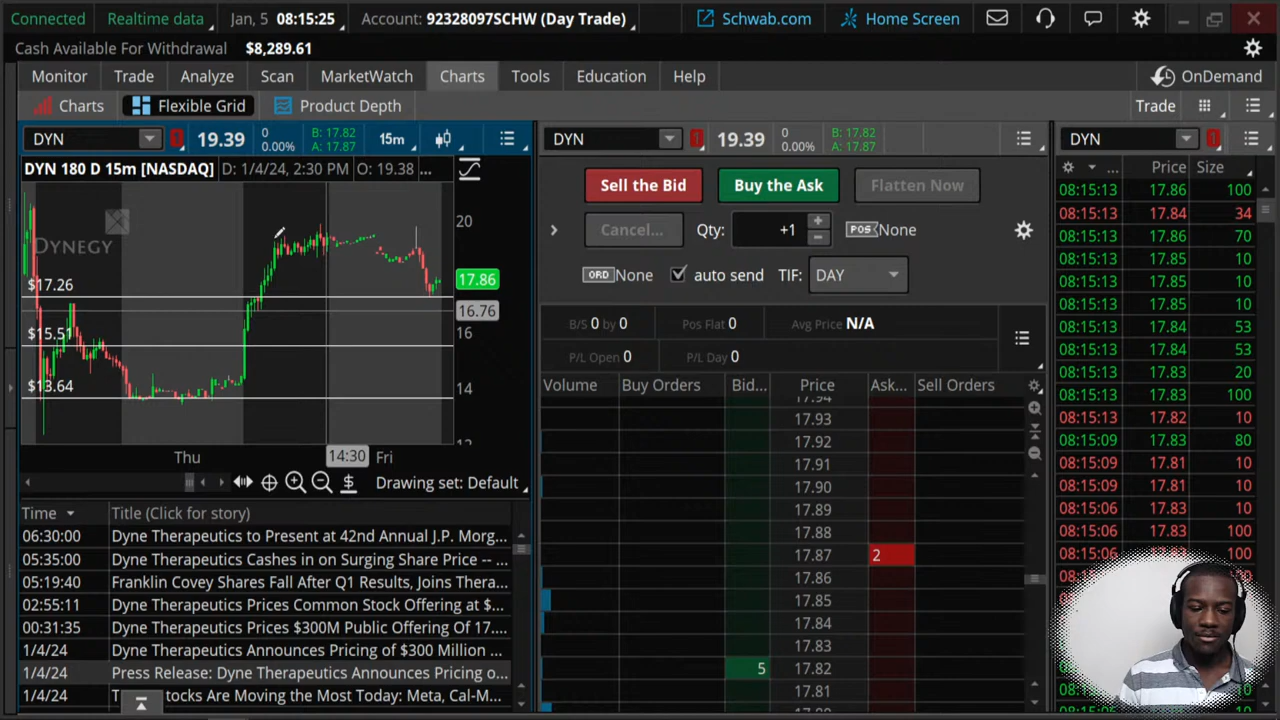 Connected Realtime data Jan, 5 08:15:25 Account: 92328097SCHW (Day Trade) Schwab.com Home Screen
Cash Available For Withdrawal $8,289.61
Monitor Trade Analyze Scan MarketWatch Charts Tools Education Help OnDemand
Charts Flexible Grid Product Depth Trade
DYN 1 19.39 0 0.00% B: 17.82 A: 17.87 15m
DYN 180 D 15m [NASDAQ] D: 1/4/24, 2:30 PM O: 19.38 ...
DYNEGY
20
$17.26
17.86
16.76
$15.51
16
$13.64
14
12
Thu 14:30 Fri
$ Drawing set: Default
Time Title (Click for story)
06:30:00 Dyne Therapeutics to Present at 42nd Annual J.P. Morg...
05:35:00 Dyne Therapeutics Cashes in on Surging Share Price -- ...
05:19:40 Franklin Covey Shares Fall After Q1 Results, Joins Thera...
02:55:11 Dyne Therapeutics Prices Common Stock Offering at $...
00:31:35 Dyne Therapeutics Prices $300M Public Offering Of 17....
1/4/24 Dyne Therapeutics Announces Pricing of $300 Million ...
1/4/24 Press Release: Dyne Therapeutics Announces Pricing o...
1/4/24 tocks Are Moving the Most Today: Meta, Cal-M...
DYN 1 19.39 0 0.00% B: 17.82 A: 17.87
Sell the Bid Buy the Ask Flatten Now
Cancel... Qty: +1 POS None
ORD None auto send TIF: DAY
B/S 0 by 0 Pos Flat 0 Avg Price N/A
P/L Open 0 P/L Day 0
Volume Buy Orders Bid... Price Ask... Sell Orders
17.94
17.93
17.92
17.91
17.90
17.89
17.88
17.87 2
17.86
17.85
17.84
17.83
5 17.82
17.81
DYN 1
... Price Size
08:15:13 17.86 100
08:15:13 17.84 34
08:15:13 17.86 70
08:15:13 17.85 10
08:15:13 17.85 10
08:15:13 17.85 10
08:15:13 17.84 53
08:15:13 17.84 53
08:15:13 17.83 20
08:15:13 17.83 100
08:15:13 17.82 10
08:15:09 17.83 80
08:15:09 17.81 10
08:15:09 17.81 10
08:15:06 17.83 10
08:15:06 17.83 100
08:15:06 17.83 100